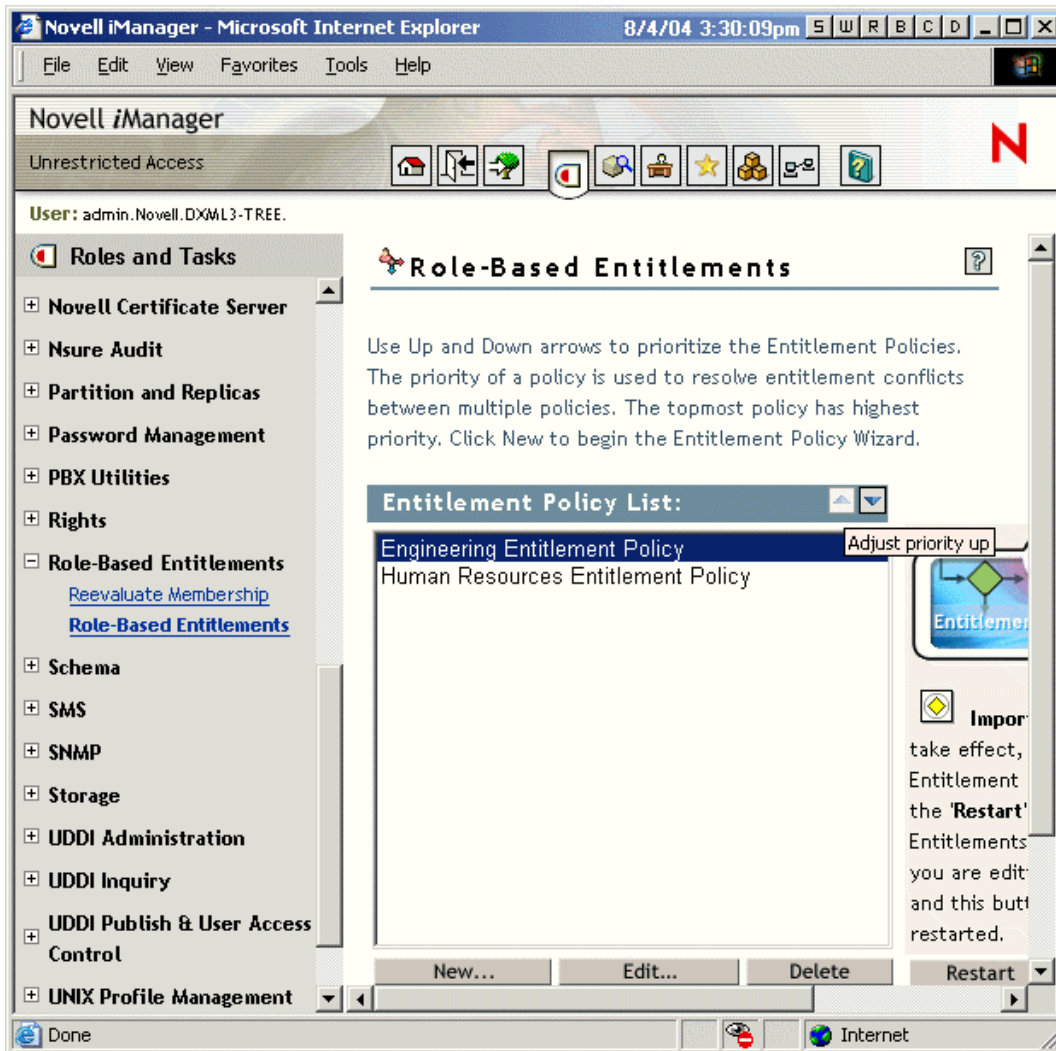 Novell iManager - Microsoft Internet Explorer 8/4/04 3:30:09pm S W R B C D
File Edit View Favorites Tools Help
Novell iManager
Unrestricted Access
N
User: admin.Novell.DXML3-TREE.
Roles and Tasks
Novell Certificate Server
Nsure Audit
Partition and Replicas
Password Management
PBX Utilities
Rights
Role-Based Entitlements
Reevaluate Membership
Role-Based Entitlements
Schema
SMS
SNMP
Storage
UDDI Administration
UDDI Inquiry
UDDI Publish & User Access
Control
UNIX Profile Management
Role-Based Entitlements
?
Use Up and Down arrows to prioritize the Entitlement Policies.
The priority of a policy is used to resolve entitlement conflicts
between multiple policies. The topmost policy has highest
priority. Click New to begin the Entitlement Policy Wizard.
Entitlement Policy List:
Adjust priority up
Engineering Entitlement Policy
Human Resources Entitlement Policy
Entitlemen
Impor
take effect,
Entitlement
the 'Restart'
Entitlements
you are edit
and this butt
restarted.
New... Edit... Delete Restart
Done Internet